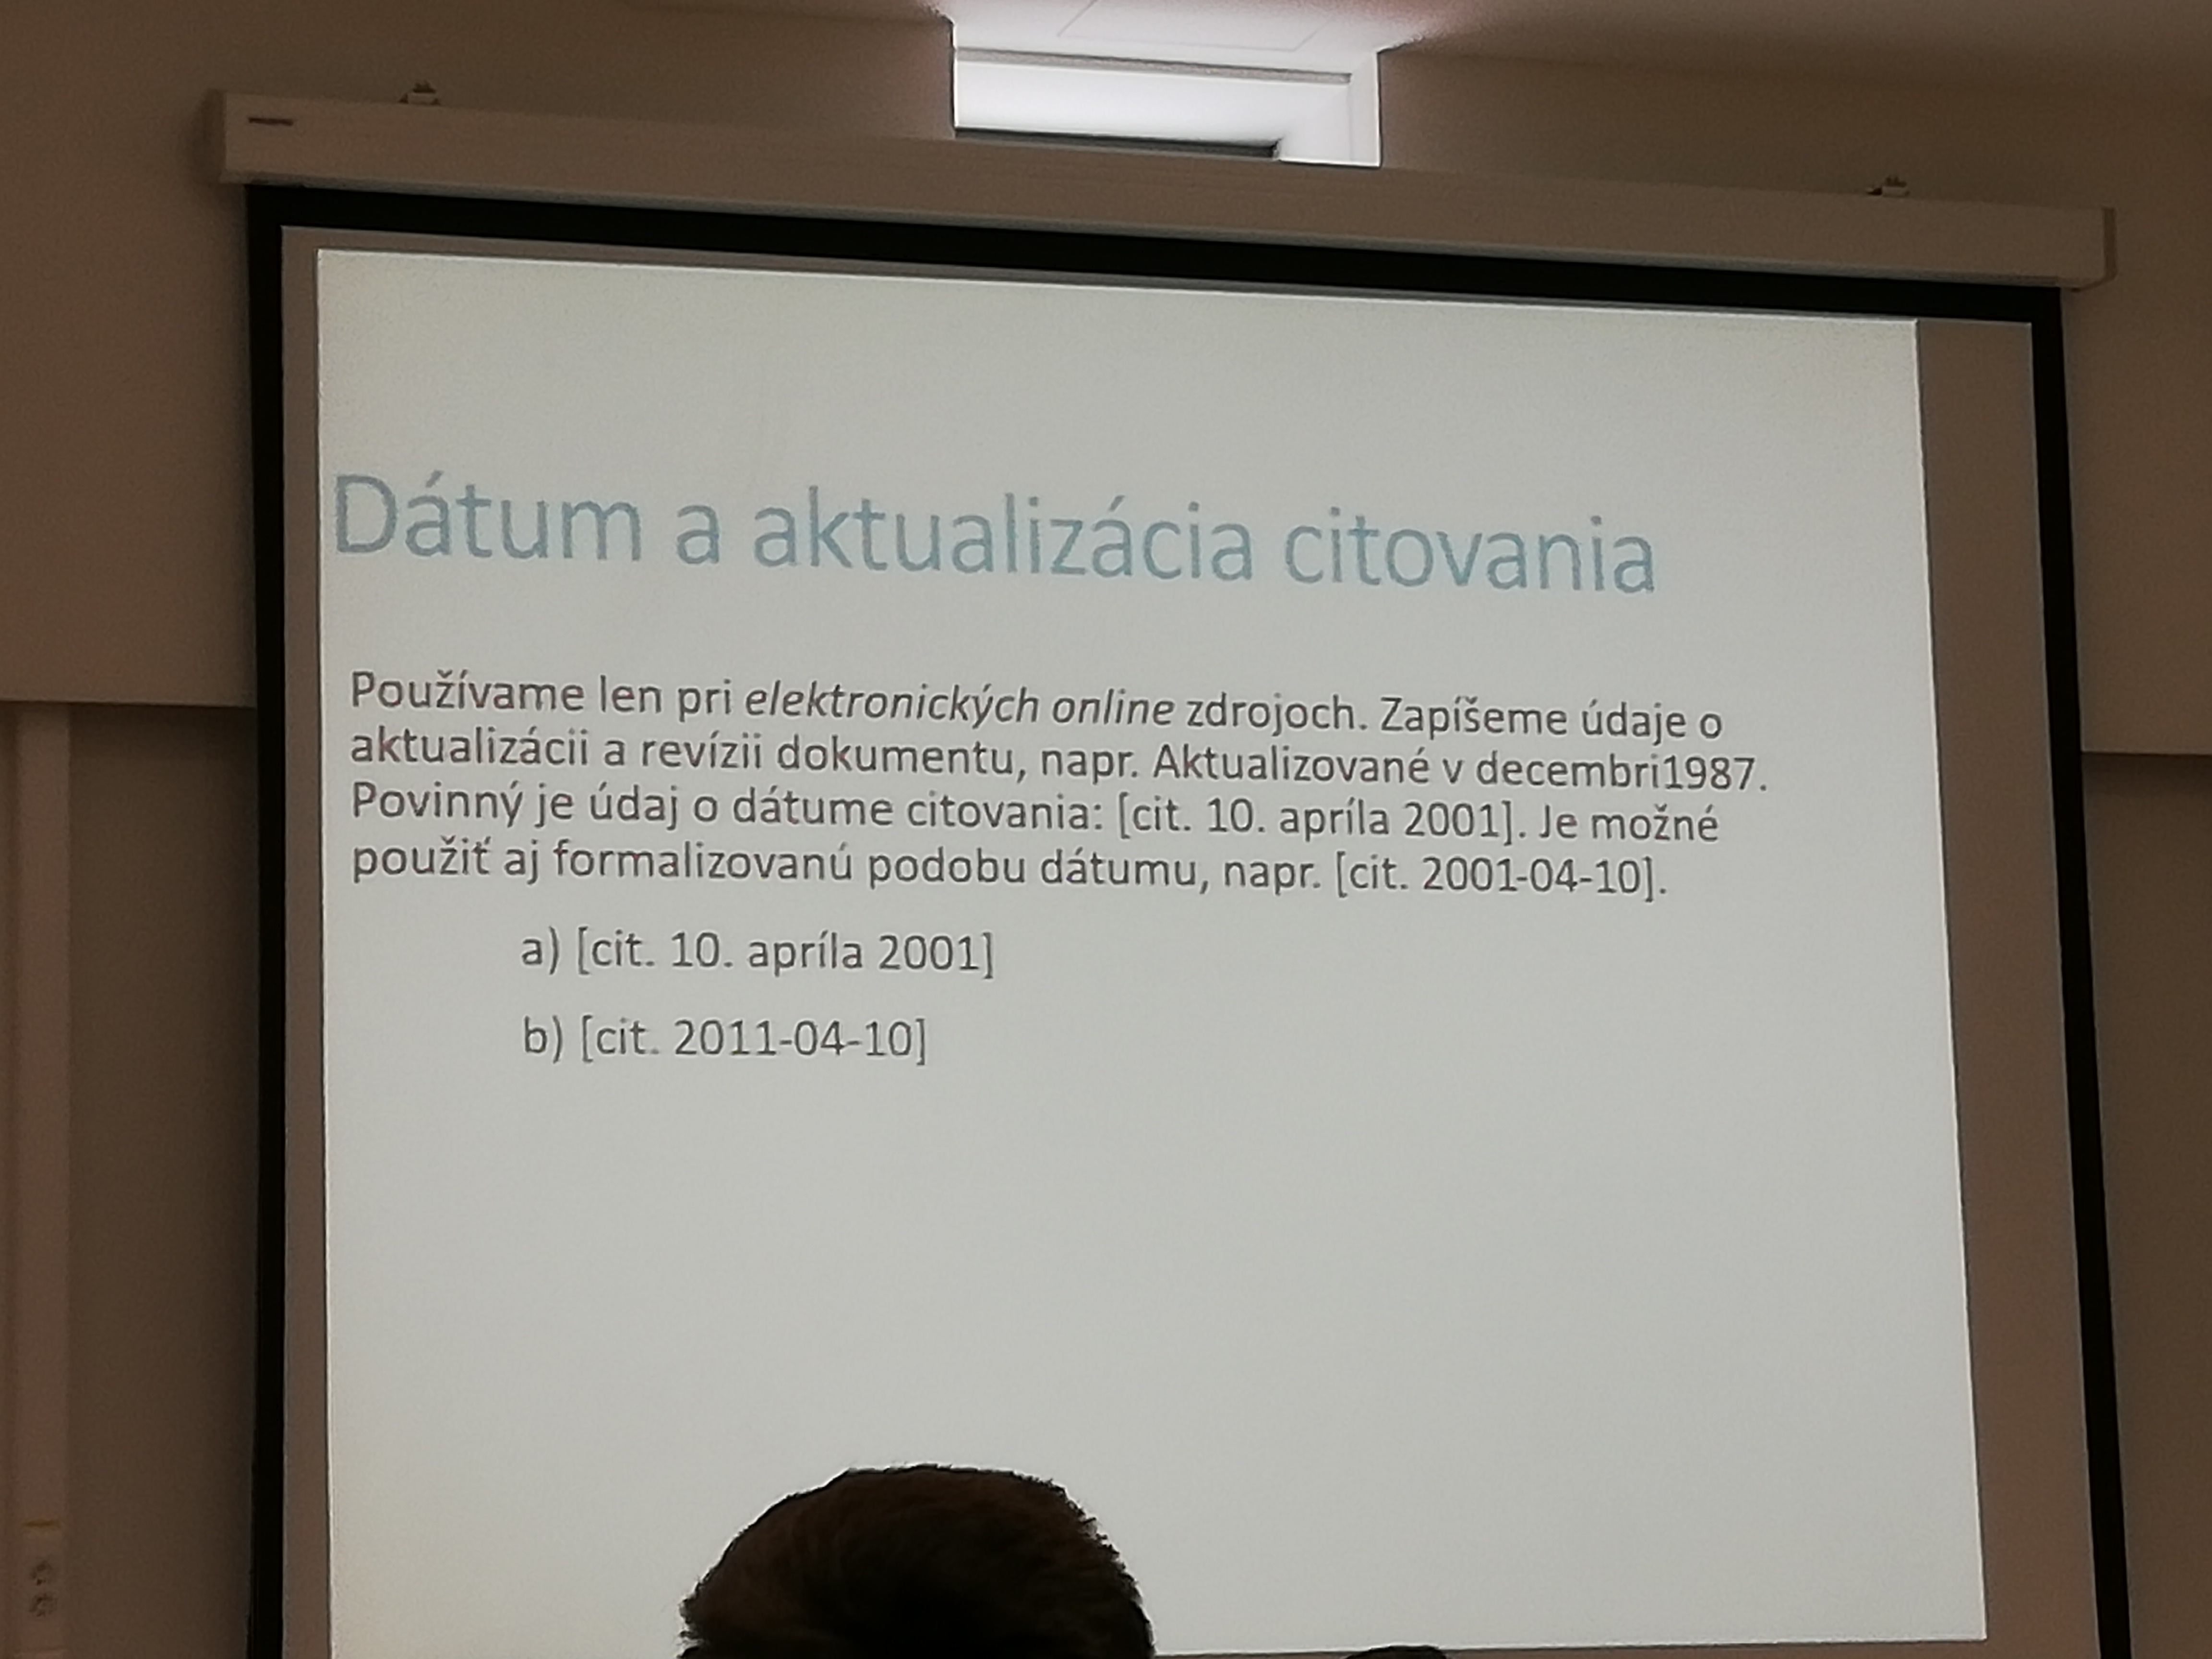 Dátum a aktualizácia citovania
Používame len pri elektronických online zdrojoch. Zapíšeme údaje o
aktualizácii a revízii dokumentu, napr. Aktualizované v decembri1987.
Povinný je údaj o dátume citovania: [cit. 10. apríla 2001]. Je možné
použiť aj formalizovanú podobu dátumu, napr. [cit. 2001-04-10].
a) [cit. 10. apríla 2001]
b) [cit. 2011-04-10]